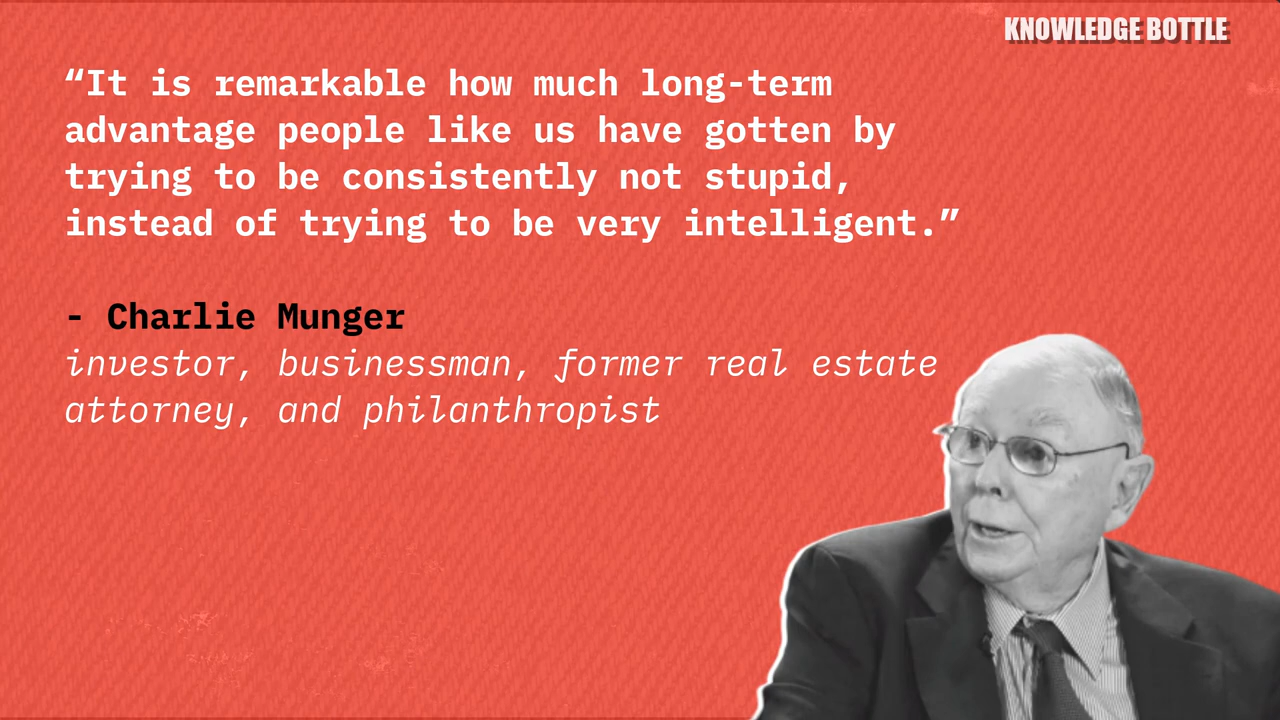 KNOWLEDGE BOTTLE
“It is remarkable how much long-term
advantage people like us have gotten by
trying to be consistently not stupid,
instead of trying to be very intelligent.”
- Charlie Munger
investor, businessman, former real estate
attorney, and philanthropist